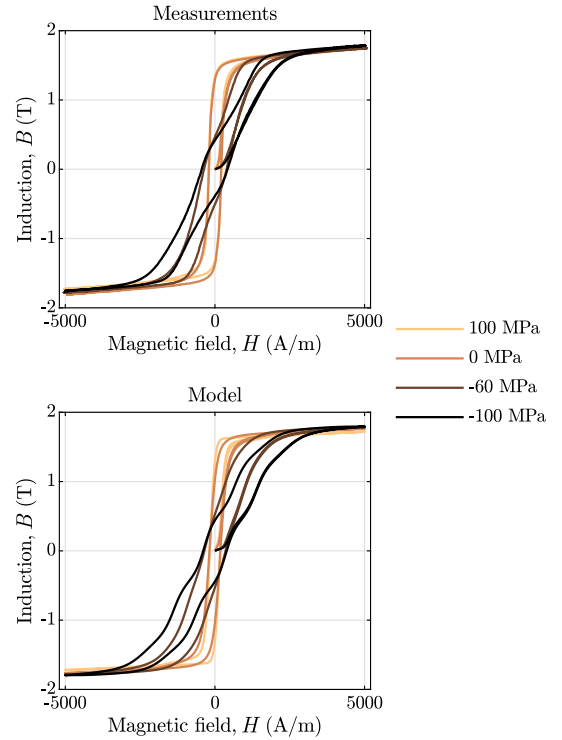 Measurements
2
1
0
-1
-2
-5000 0 5000
Induction, B (T)
Magnetic field, H (A/m)
100 MPa
0 MPa
-60 MPa
-100 MPa
Model
2
1
0
-1
-2
-5000 0 5000
Induction, B (T)
Magnetic field, H (A/m)